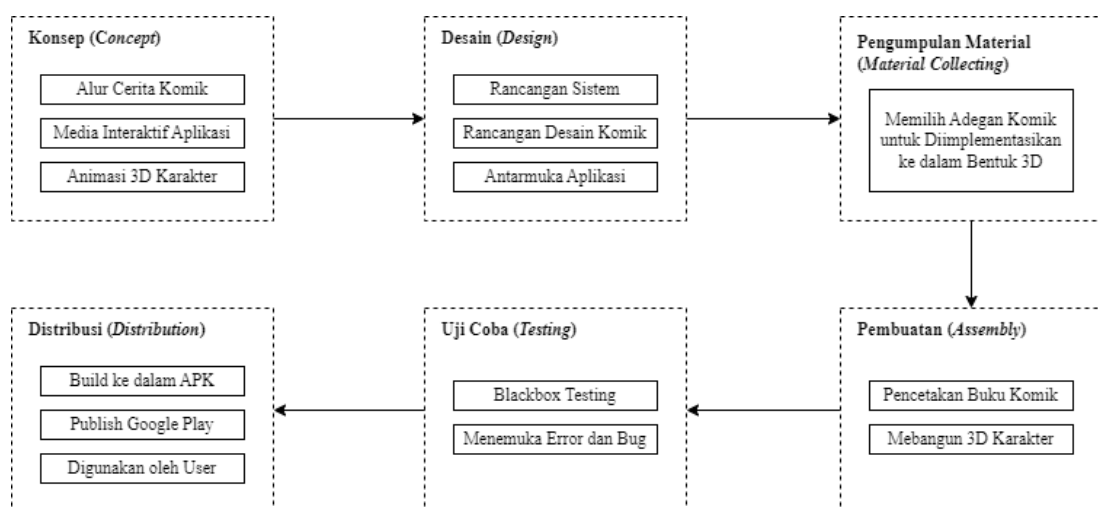 Konsep (Concept)
Alur Cerita Komik
Media Interaktif Aplikasi
Animasi 3D Karakter
Desain (Design)
Rancangan Sistem
Rancangan Desain Komik
Antarmuka Aplikasi
Pengumpulan Material
(Material Collecting)
Memilih Adegan Komik
untuk Diimplementasikan
ke dalam Bentuk 3D
Pembuatan (Assembly)
Pencetakan Buku Komik
Mebangun 3D Karakter
Uji Coba (Testing)
Blackbox Testing
Menemuka Error dan Bug
Distribusi (Distribution)
Build ke dalam APK
Publish Google Play
Digunakan oleh User